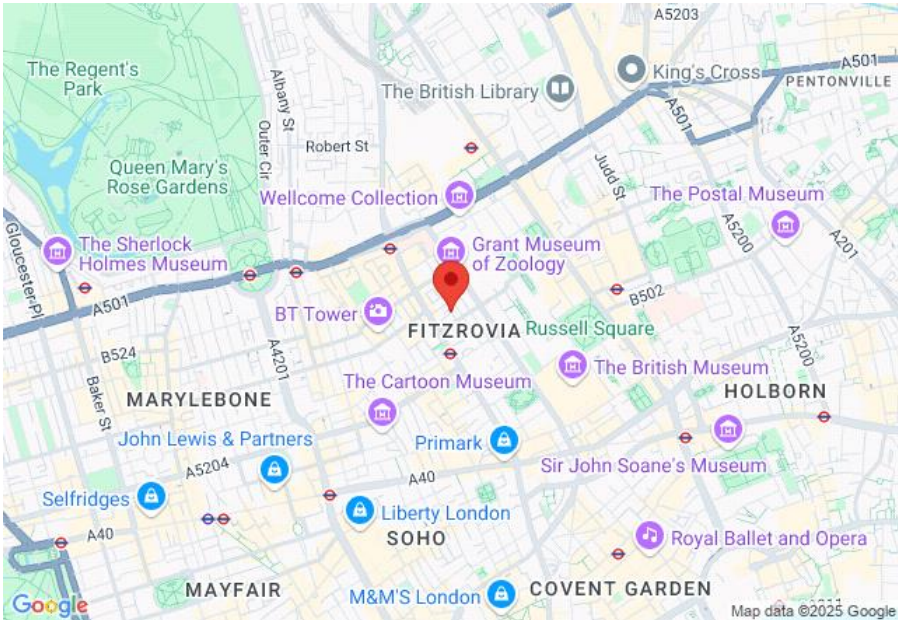 A5203
The Regent's
Park
Albany St
Outer Cir
King's Cross
A501
PENTONVILLE
The British Library
A501
Robert St
Queen Mary's
Rose Gardens
Judd St
Wellcome Collection
The Postal Museum
Gloucester Pl
The Sherlock
Holmes Museum
Grant Museum
of Zoology
A5200
A201
A501
B502
BT Tower
FITZROVIA
Russell Square
B524
A4201
A5200
The British Museum
Baker St
MARYLEBONE
The Cartoon Museum
HOLBORN
John Lewis & Partners
Primark
A5204
A40
Sir John Soane's
Museum
Selfridges
Liberty London
A40
SOHO
Royal Ballet and Opera
MAYFAIR
M&M'S London
COVENT GARDEN
Google
Map data ©2025 Google